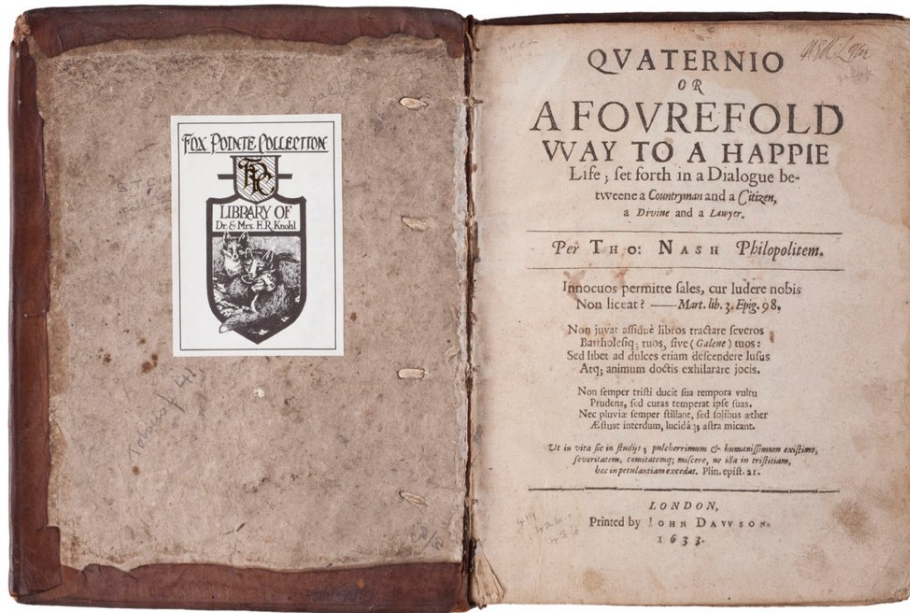 FOX POINTE COLLECTION
FPC
LIBRARY OF
Dr. & Mrs. H.R. Knohl
QVATERNIO
OR
A FOVREFOLD
VVAY TO A HAPPIE
Life ; ſet forth in a Dialogue be-
tweene a Countryman and a Citizen,
a Divine and a Lawyer.
Per THO: NASH Philopolitem.
Innocuos permitte ſales, cur ludere nobis
Non liceat? —— Mart. lib. 3. Epig. 98.
Non juvat aſſiduè libros tractare ſeveros
Bartholeſiq; tuos, ſive (Galene) tuos:
Sed libet ad dulces etiam deſcendere luſus
Atq; animum doctis exhilarare jocis.
Non ſemper triſti ducit ſua tempora vultu
Prudens, ſed curas temperat ipſe ſuas.
Nec pluviæ ſemper ſtillant, ſed ſolibus æther
Æſtuat interdum, lucidáq; aſtra micant.
Ut in vita ſic in ſtudijs, pulcherrimum & humaniſſimum exiſtimo,
ſeveritatem, comitatemq; miſcere, ne illa in triſtitiam,
hæc in petulantiam excedat. Plin. epiſt. 21.
LONDON,
Printed by IOHN DAVVSON.
1633.